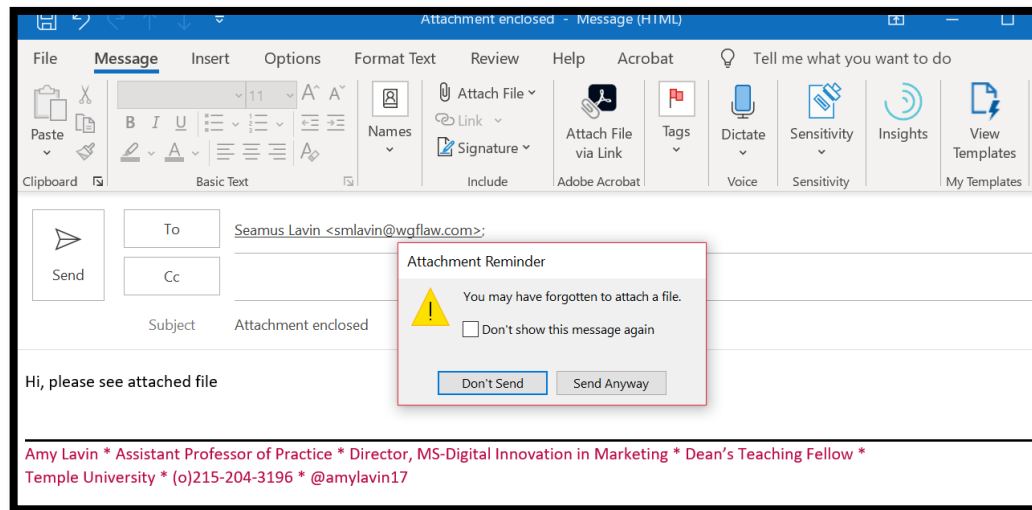 Attachment enclosed - Message (HTML)
File Message Insert Options Format Text Review Help Acrobat Tell me what you want to do
11 A^ A˅
Attach File
Link
B I U
Paste Names Signature Attach File via Link Tags Dictate Sensitivity Insights View Templates
Clipboard Basic Text Include Adobe Acrobat Voice Sensitivity My Templates
To Seamus Lavin <smlavin@wgflaw.com>;
Send Cc
Subject Attachment enclosed
Attachment Reminder
You may have forgotten to attach a file.
Don't show this message again
Don't Send Send Anyway
Hi, please see attached file
Amy Lavin * Assistant Professor of Practice * Director, MS-Digital Innovation in Marketing * Dean's Teaching Fellow *
Temple University * (o)215-204-3196 * @amylavin17